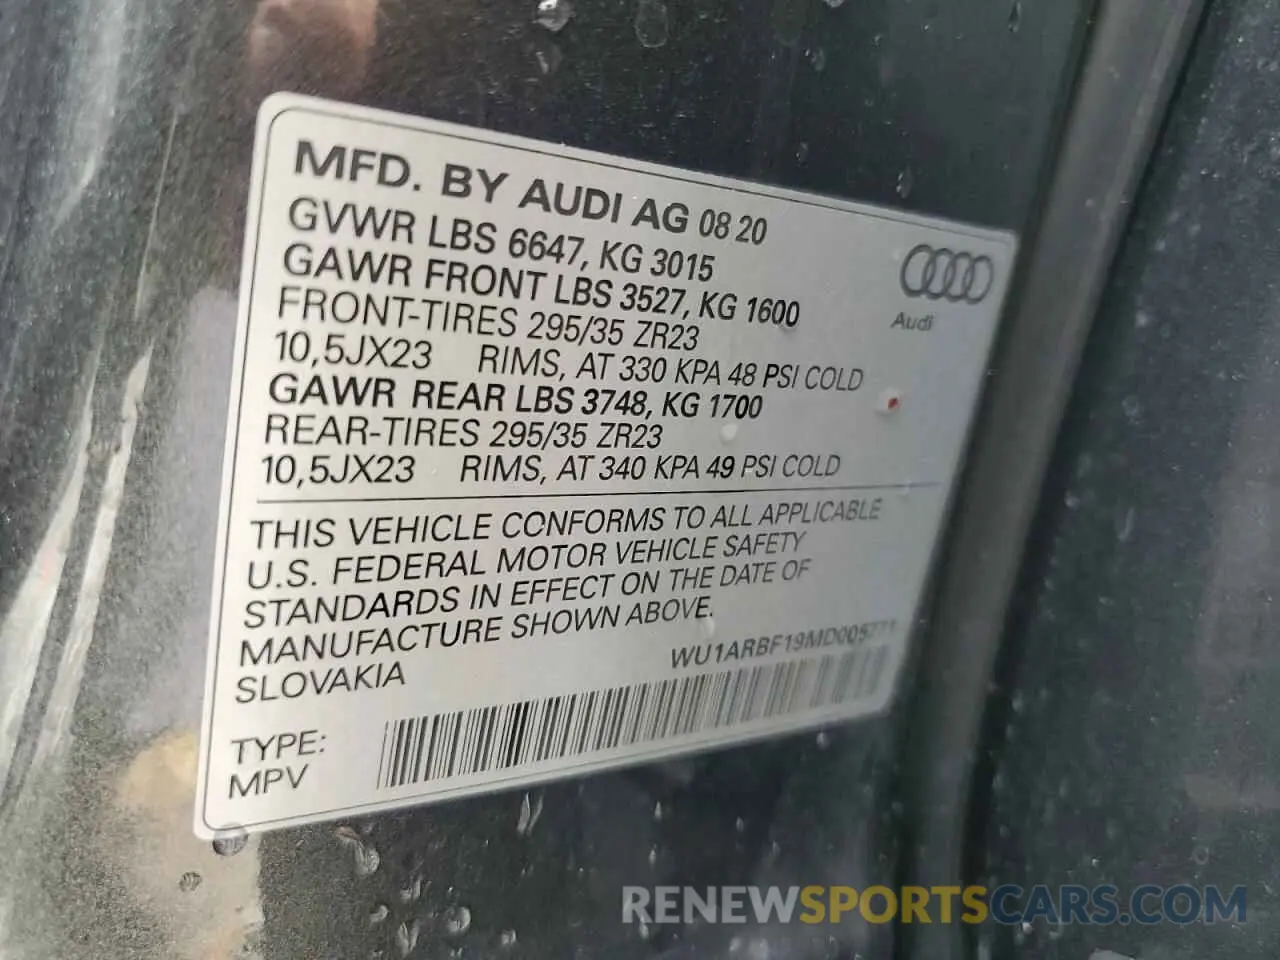 MFD. BY AUDI AG 08 20
GVWR LBS 6647, KG 3015
GAWR FRONT LBS 3527, KG 1600
FRONT-TIRES 295/35 ZR23
10,5JX23 RIMS, AT 330 KPA 48 PSI COLD
GAWR REAR LBS 3748, KG 1700
REAR-TIRES 295/35 ZR23
10,5JX23 RIMS, AT 340 KPA 49 PSI COLD
Audi
THIS VEHICLE CONFORMS TO ALL APPLICABLE
U.S. FEDERAL MOTOR VEHICLE SAFETY
STANDARDS IN EFFECT ON THE DATE OF
MANUFACTURE SHOWN ABOVE.
SLOVAKIA
WU1ARBF19MD005771
TYPE:
MPV
RENEWSPORTSCARS.COM